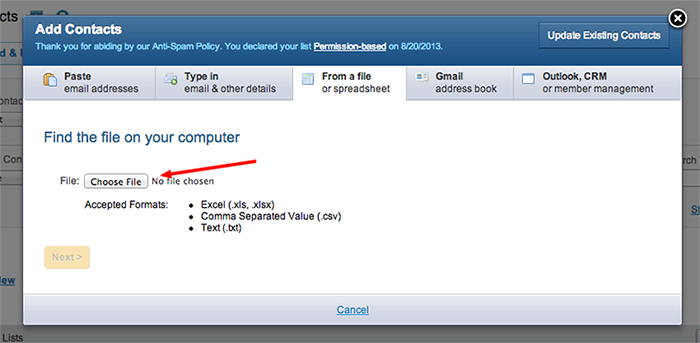 cts
Add Contacts
Thank you for abiding by our Anti-Spam Policy. You declared your list Permission-based on 8/20/2013.
Update Existing Contacts
Paste
email addresses
Type in
email & other details
From a file
or spreadsheet
Gmail
address book
Outlook, CRM
or member management
Find the file on your computer
File: Choose File No file chosen
Accepted Formats:
• Excel (.xls, .xlsx)
• Comma Separated Value (.csv)
• Text (.txt)
Next >
Cancel
Lists